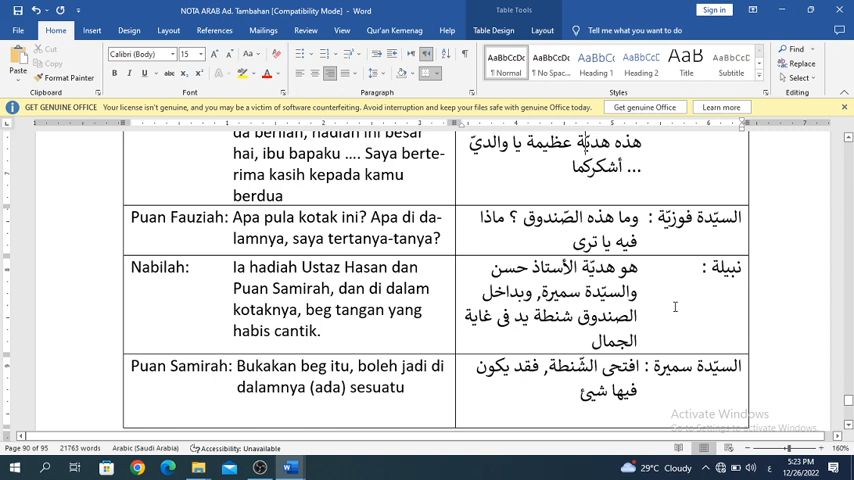 NOTA ARAB Ad. Tambahan [Compatibility Mode] - Word
Table Tools
Sign in
File Home Insert Draw Design Layout References Mailings Review View Help Qur'an Kemenag Table Design Layout Tell me what you want to do
Paste
Cut
Copy
Format Painter
Calibri (Body) 15
Find
Replace
Select
¶ Normal
¶ No Spac...
Heading 1
Heading 2
Title
Subtitle
Clipboard Font Paragraph Styles Editing
GET GENUINE OFFICE Your license isn't genuine, and you may be a victim of software counterfeiting. Avoid interruption and keep your files safe with genuine Office today. Get genuine Office Learn more
da berilah, hadiah ini besar
hai, ibu bapaku .... Saya berte-
rima kasih kepada kamu
berdua
هذه هديّة عظيمة يا والديّ
... أشكركما
Puan Fauziah: Apa pula kotak ini? Apa di da-
lamnya, saya tertanya-tanya?
السيّدة فوزيّة : وما هذه الصّندوق ؟ ماذا
فيه يا ترى
Nabilah: Ia hadiah Ustaz Hasan dan
Puan Samirah, dan di dalam
kotaknya, beg tangan yang
habis cantik.
نبيلة : هو هديّة الأستاذ حسن
والسيّدة سميرة, وبداخل
الصندوق شنطة يد فى غاية
الجمال
Puan Samirah: Bukakan beg itu, boleh jadi di
dalamnya (ada) sesuatu
السيّدة سميرة : افتحى الشّنطة, فقد يكون
فيها شيئ
Activate Windows
Go to Settings to activate Windows.
Page 90 of 95 21763 words Arabic (Saudi Arabia) Accessibility: Unavailable 160%
29°C Cloudy
5:23 PM
12/26/2022